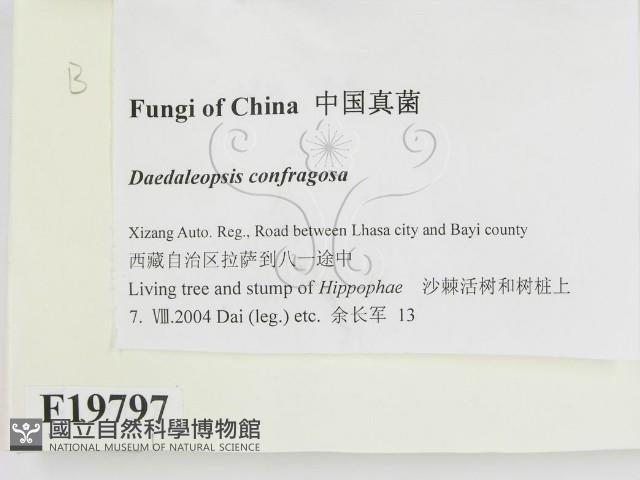 B
Fungi of China 中国真菌
Daedaleopsis confragosa
Xizang Auto. Reg., Road between Lhasa city and Bayi county
西藏自治区拉萨到八一途中
Living tree and stump of Hippophae 沙棘活树和树桩上
7. Ⅷ.2004 Dai (leg.) etc. 余长军 13
F19797
國立自然科學博物館
NATIONAL MUSEUM OF NATURAL SCIENCE